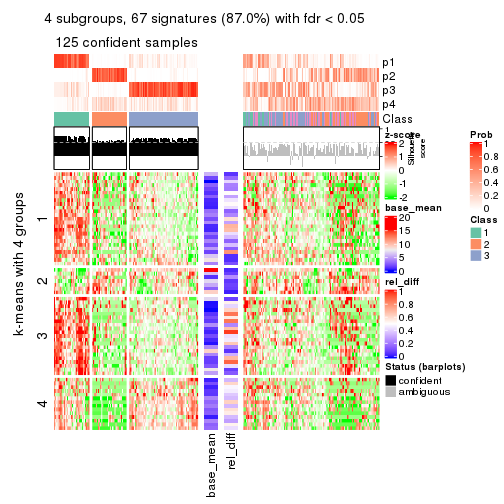 4 subgroups, 67 signatures (87.0%) with fdr < 0.05
125 confident samples
p1
p2
p3
p4
Class
1
Silhouette
score
k-means with 4 groups
1
2
3
4
base_mean
rel_diff
z-score
2
1
0
-1
-2
base_mean
20
15
10
5
0
rel_diff
1
0.8
0.6
0.4
0.2
0
Status (barplots)
confident
ambiguous
Prob
1
0.8
0.6
0.4
0.2
0
Class
1
2
3